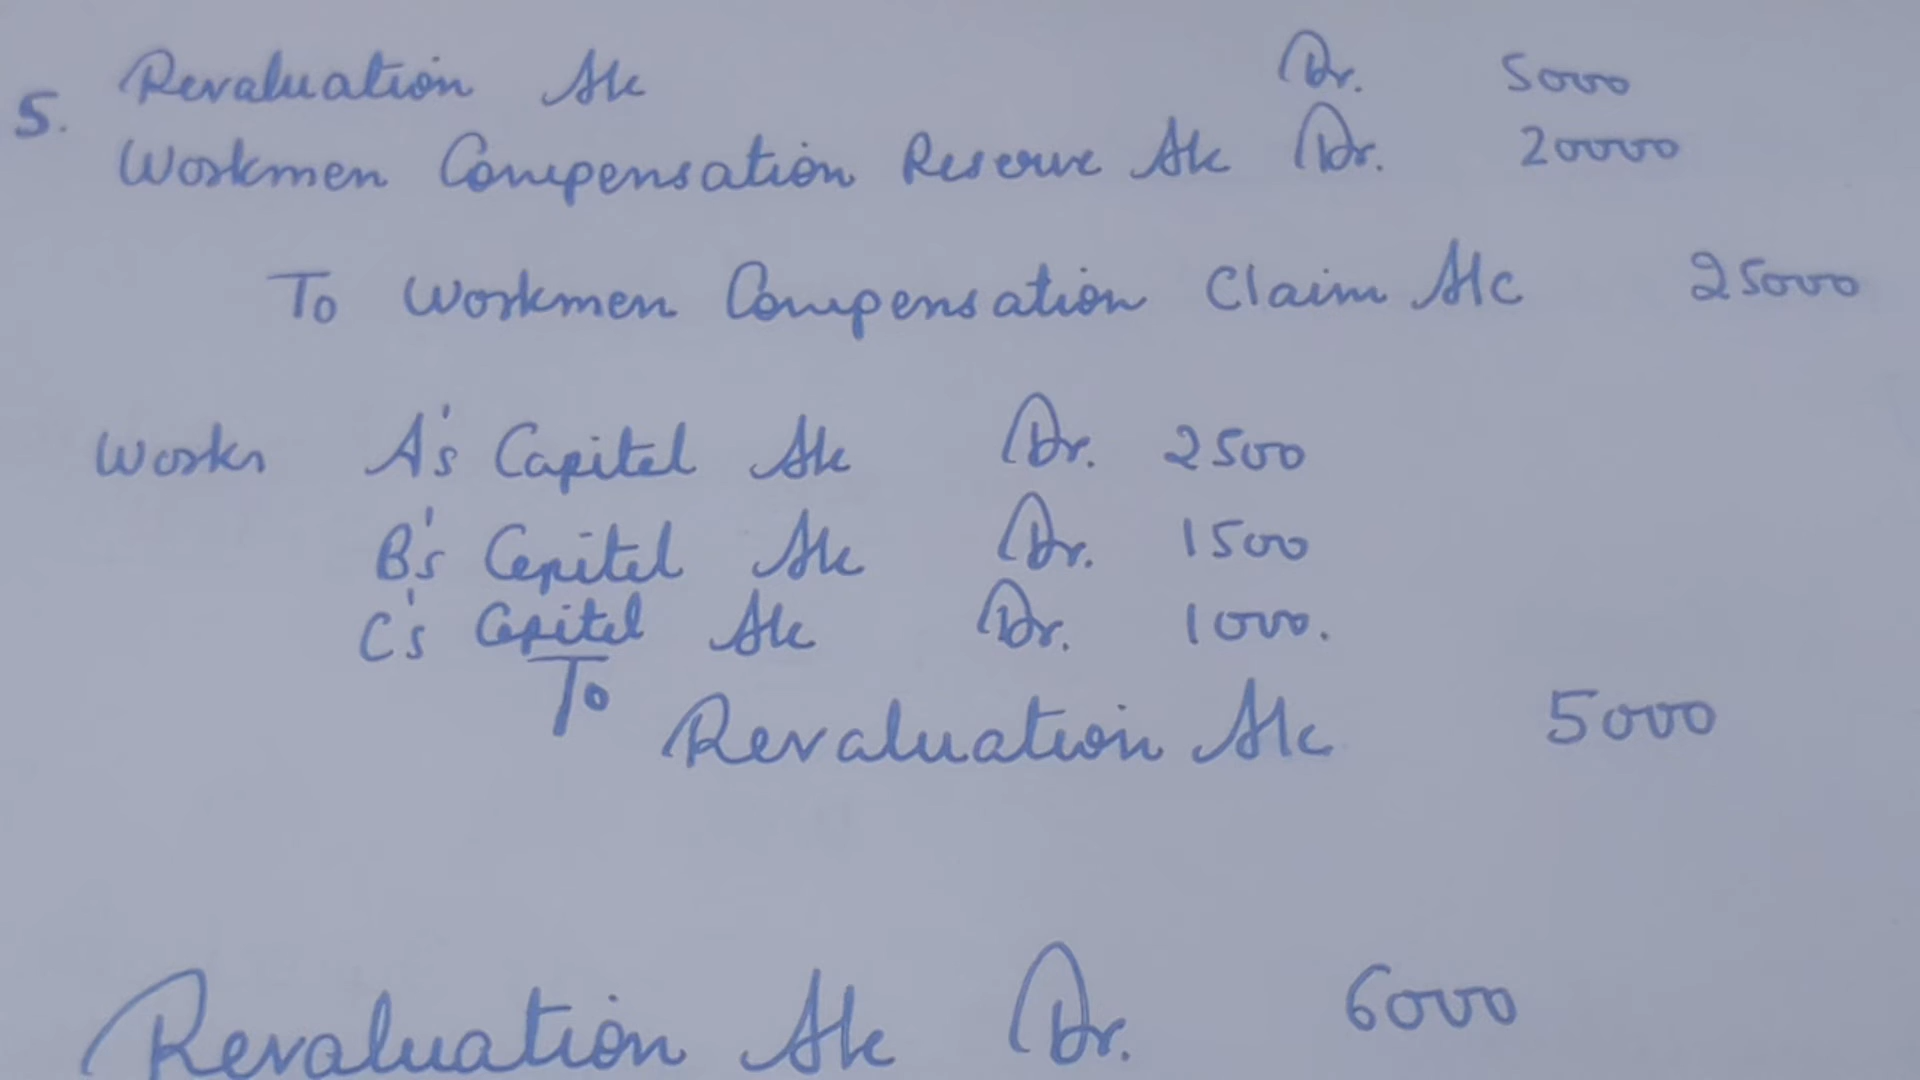 5. Revaluation A/c Dr. 5000
Workmen Compensation Reserve A/c Dr. 20000
To Workmen Compensation Claim A/c 25000
Works A's Capital A/c Dr. 2500
B's Capital A/c Dr. 1500
C's Capital A/c Dr. 1000.
To Revaluation A/c 5000
Revaluation A/c Dr. 6000